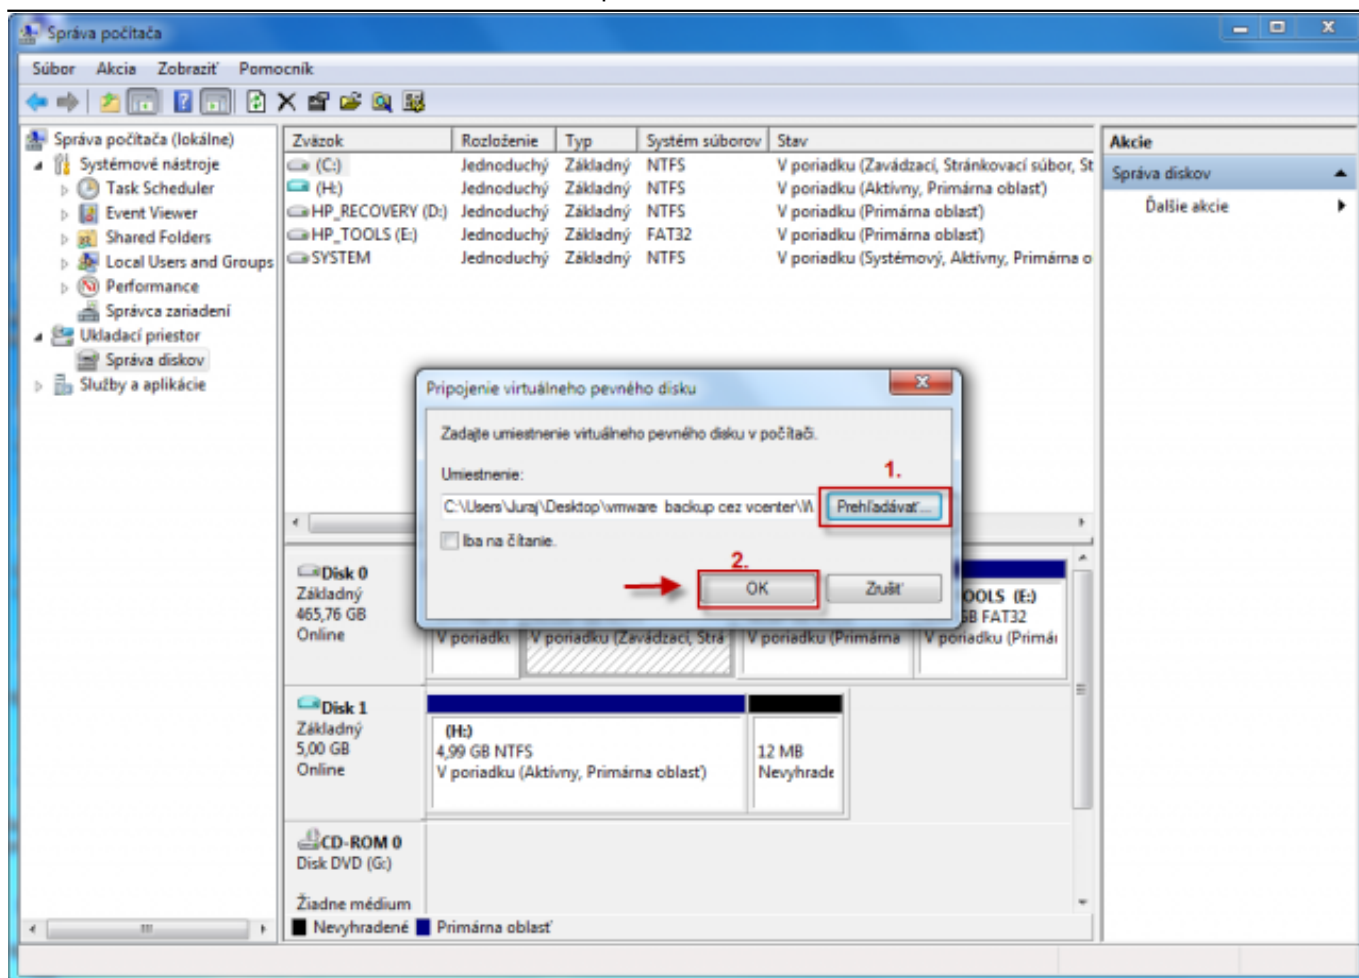 Správa počítača
Súbor Akcia Zobraziť Pomocník
Správa počítača (lokálne)
Systémové nástroje
Task Scheduler
Event Viewer
Shared Folders
Local Users and Groups
Performance
Správca zariadení
Ukladací priestor
Správa diskov
Služby a aplikácie
Zväzok Rozloženie Typ Systém súborov Stav
(C:) Jednoduchý Základný NTFS V poriadku (Zavádzací, Stránkovací súbor, St
(H:) Jednoduchý Základný NTFS V poriadku (Aktívny, Primárna oblasť)
HP_RECOVERY (D:) Jednoduchý Základný NTFS V poriadku (Primárna oblasť)
HP_TOOLS (E:) Jednoduchý Základný FAT32 V poriadku (Primárna oblasť)
SYSTEM Jednoduchý Základný NTFS V poriadku (Systémový, Aktívny, Primárna o
Akcie
Správa diskov
Ďalšie akcie
Pripojenie virtuálneho pevného disku
Zadajte umiestnenie virtuálneho pevného disku v počítači.
Umiestnenie:
1.
C:\Users\Juraj\Desktop\vmware backup cez vcenter\ Prehľadávať...
Iba na čítanie.
2.
OK Zrušiť
Disk 0
Základný
465,76 GB
Online
OOLS (E:)
GB FAT32
V poriadku V poriadku (Zavádzací, Strá V poriadku (Primárna V poriadku (Primár
Disk 1
Základný
5,00 GB
Online
(H:)
4,99 GB NTFS
V poriadku (Aktívny, Primárna oblasť)
12 MB
Nevyhrade
CD-ROM 0
Disk DVD (G:)
Žiadne médium
Nevyhradené Primárna oblasť